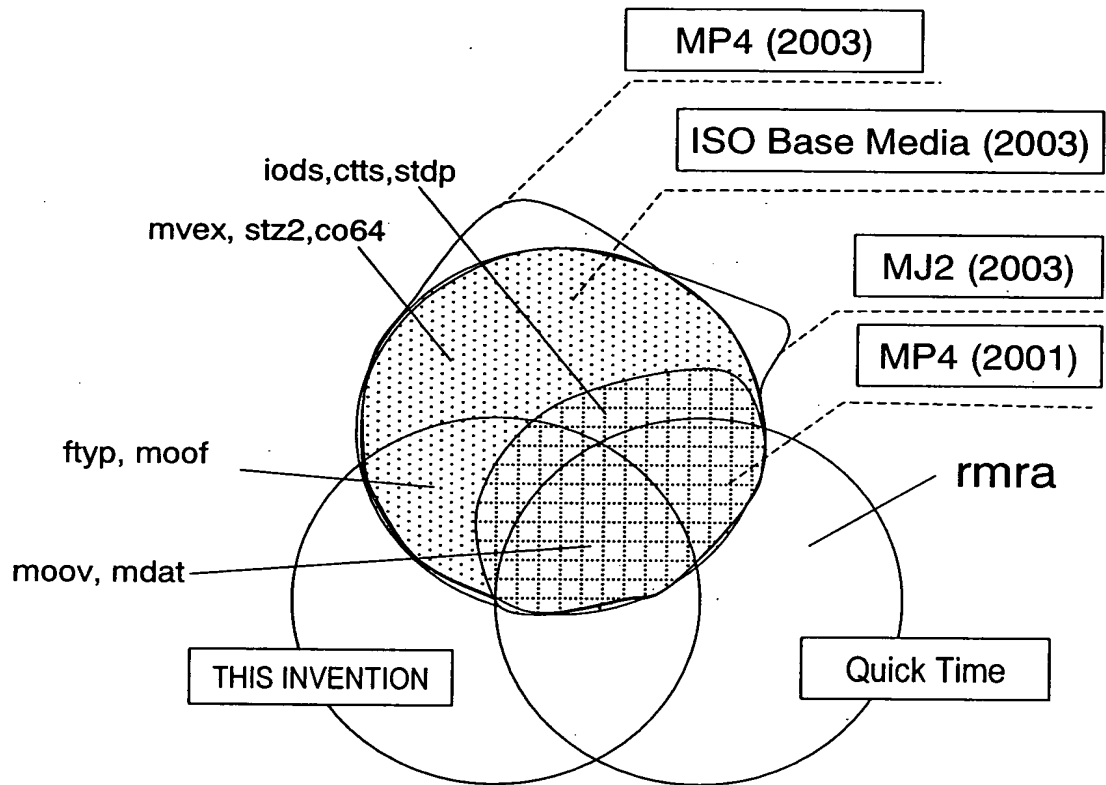 MP4 (2003)
ISO Base Media (2003)
iods,ctts,stdp
mvex, stz2,co64
MJ2 (2003)
MP4 (2001)
ftyp, moof
rmra
moov, mdat
THIS INVENTION
Quick Time